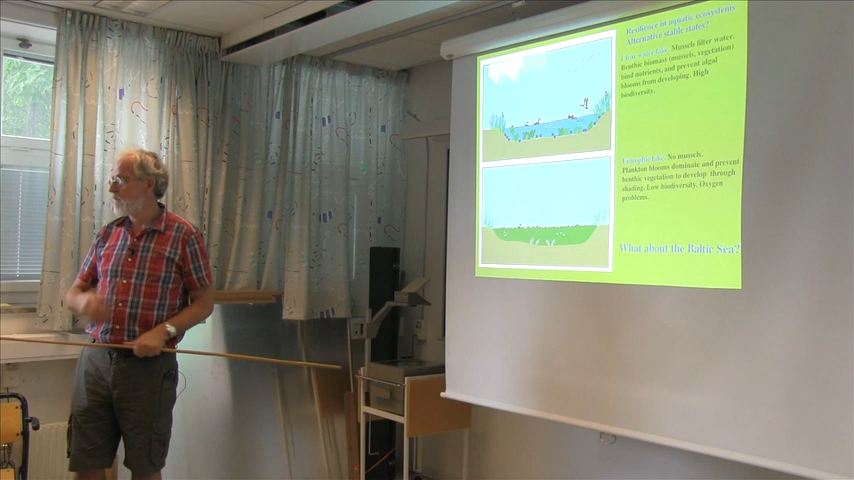 Resilience in aquatic ecosystems
Alternative stable states?
Clear water lake. Mussels filter water.
Benthic biomass (mussels, vegetation)
bind nutrients, and prevent algal
blooms from developing. High
biodiversity.
Eutrophic lake. No mussels.
Plankton blooms dominate and prevent
benthic vegetation to develop through
shading. Low biodiversity. Oxygen
problems.
What about the Baltic Sea?